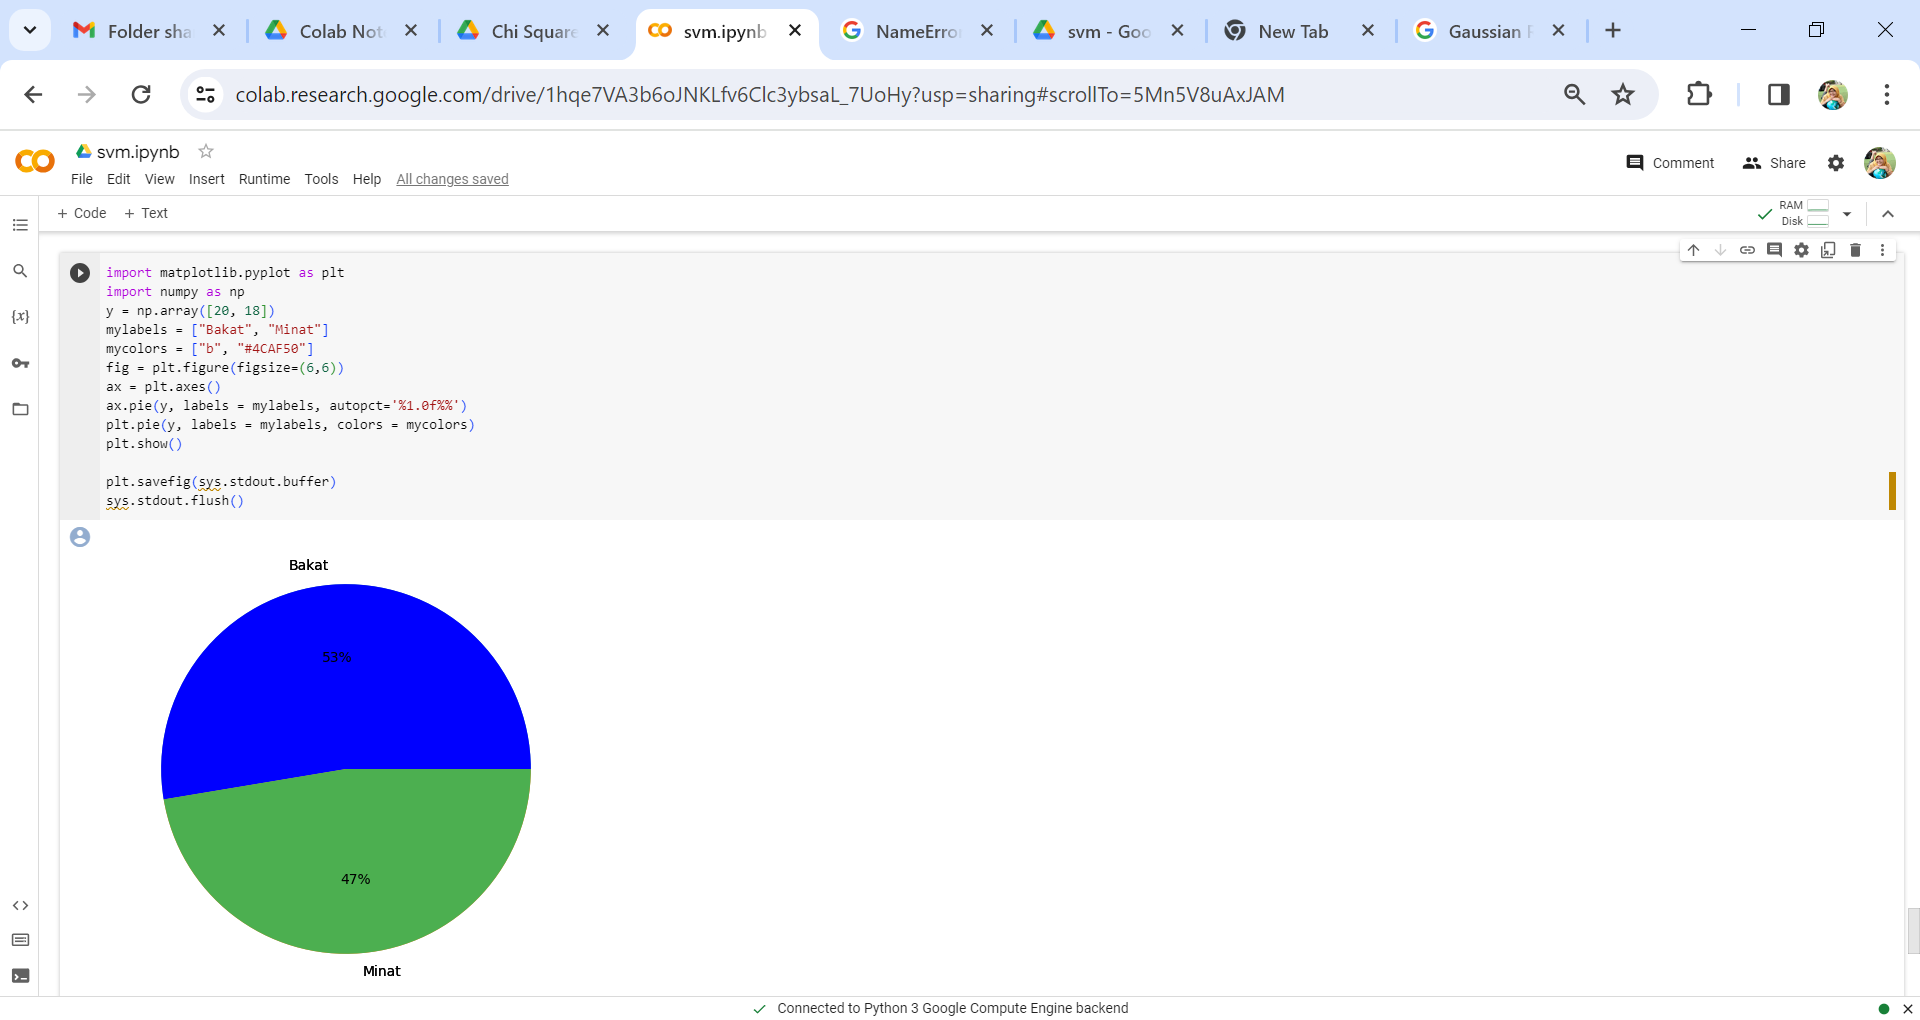 Folder sha
Colab Not
Chi Square
svm.ipynb
NameErro
svm - Goo
New Tab
Gaussian
colab.research.google.com/drive/1hqe7VA3b6oJNKLfv6Clc3ybsaL_7UoHy?usp=sharing#scrollTo=5Mn5V8uAxJAM
svm.ipynb
Comment
Share
File Edit View Insert Runtime Tools Help All changes saved
+ Code + Text
RAM
Disk
{x}
import matplotlib.pyplot as plt
import numpy as np
y = np.array([20, 18])
mylabels = ["Bakat", "Minat"]
mycolors = ["b", "#4CAF50"]
fig = plt.figure(figsize=(6,6))
ax = plt.axes()
ax.pie(y, labels = mylabels, autopct='%1.0f%%')
plt.pie(y, labels = mylabels, colors = mycolors)
plt.show()
plt.savefig(sys.stdout.buffer)
sys.stdout.flush()
Bakat
53%
47%
Minat
Connected to Python 3 Google Compute Engine backend